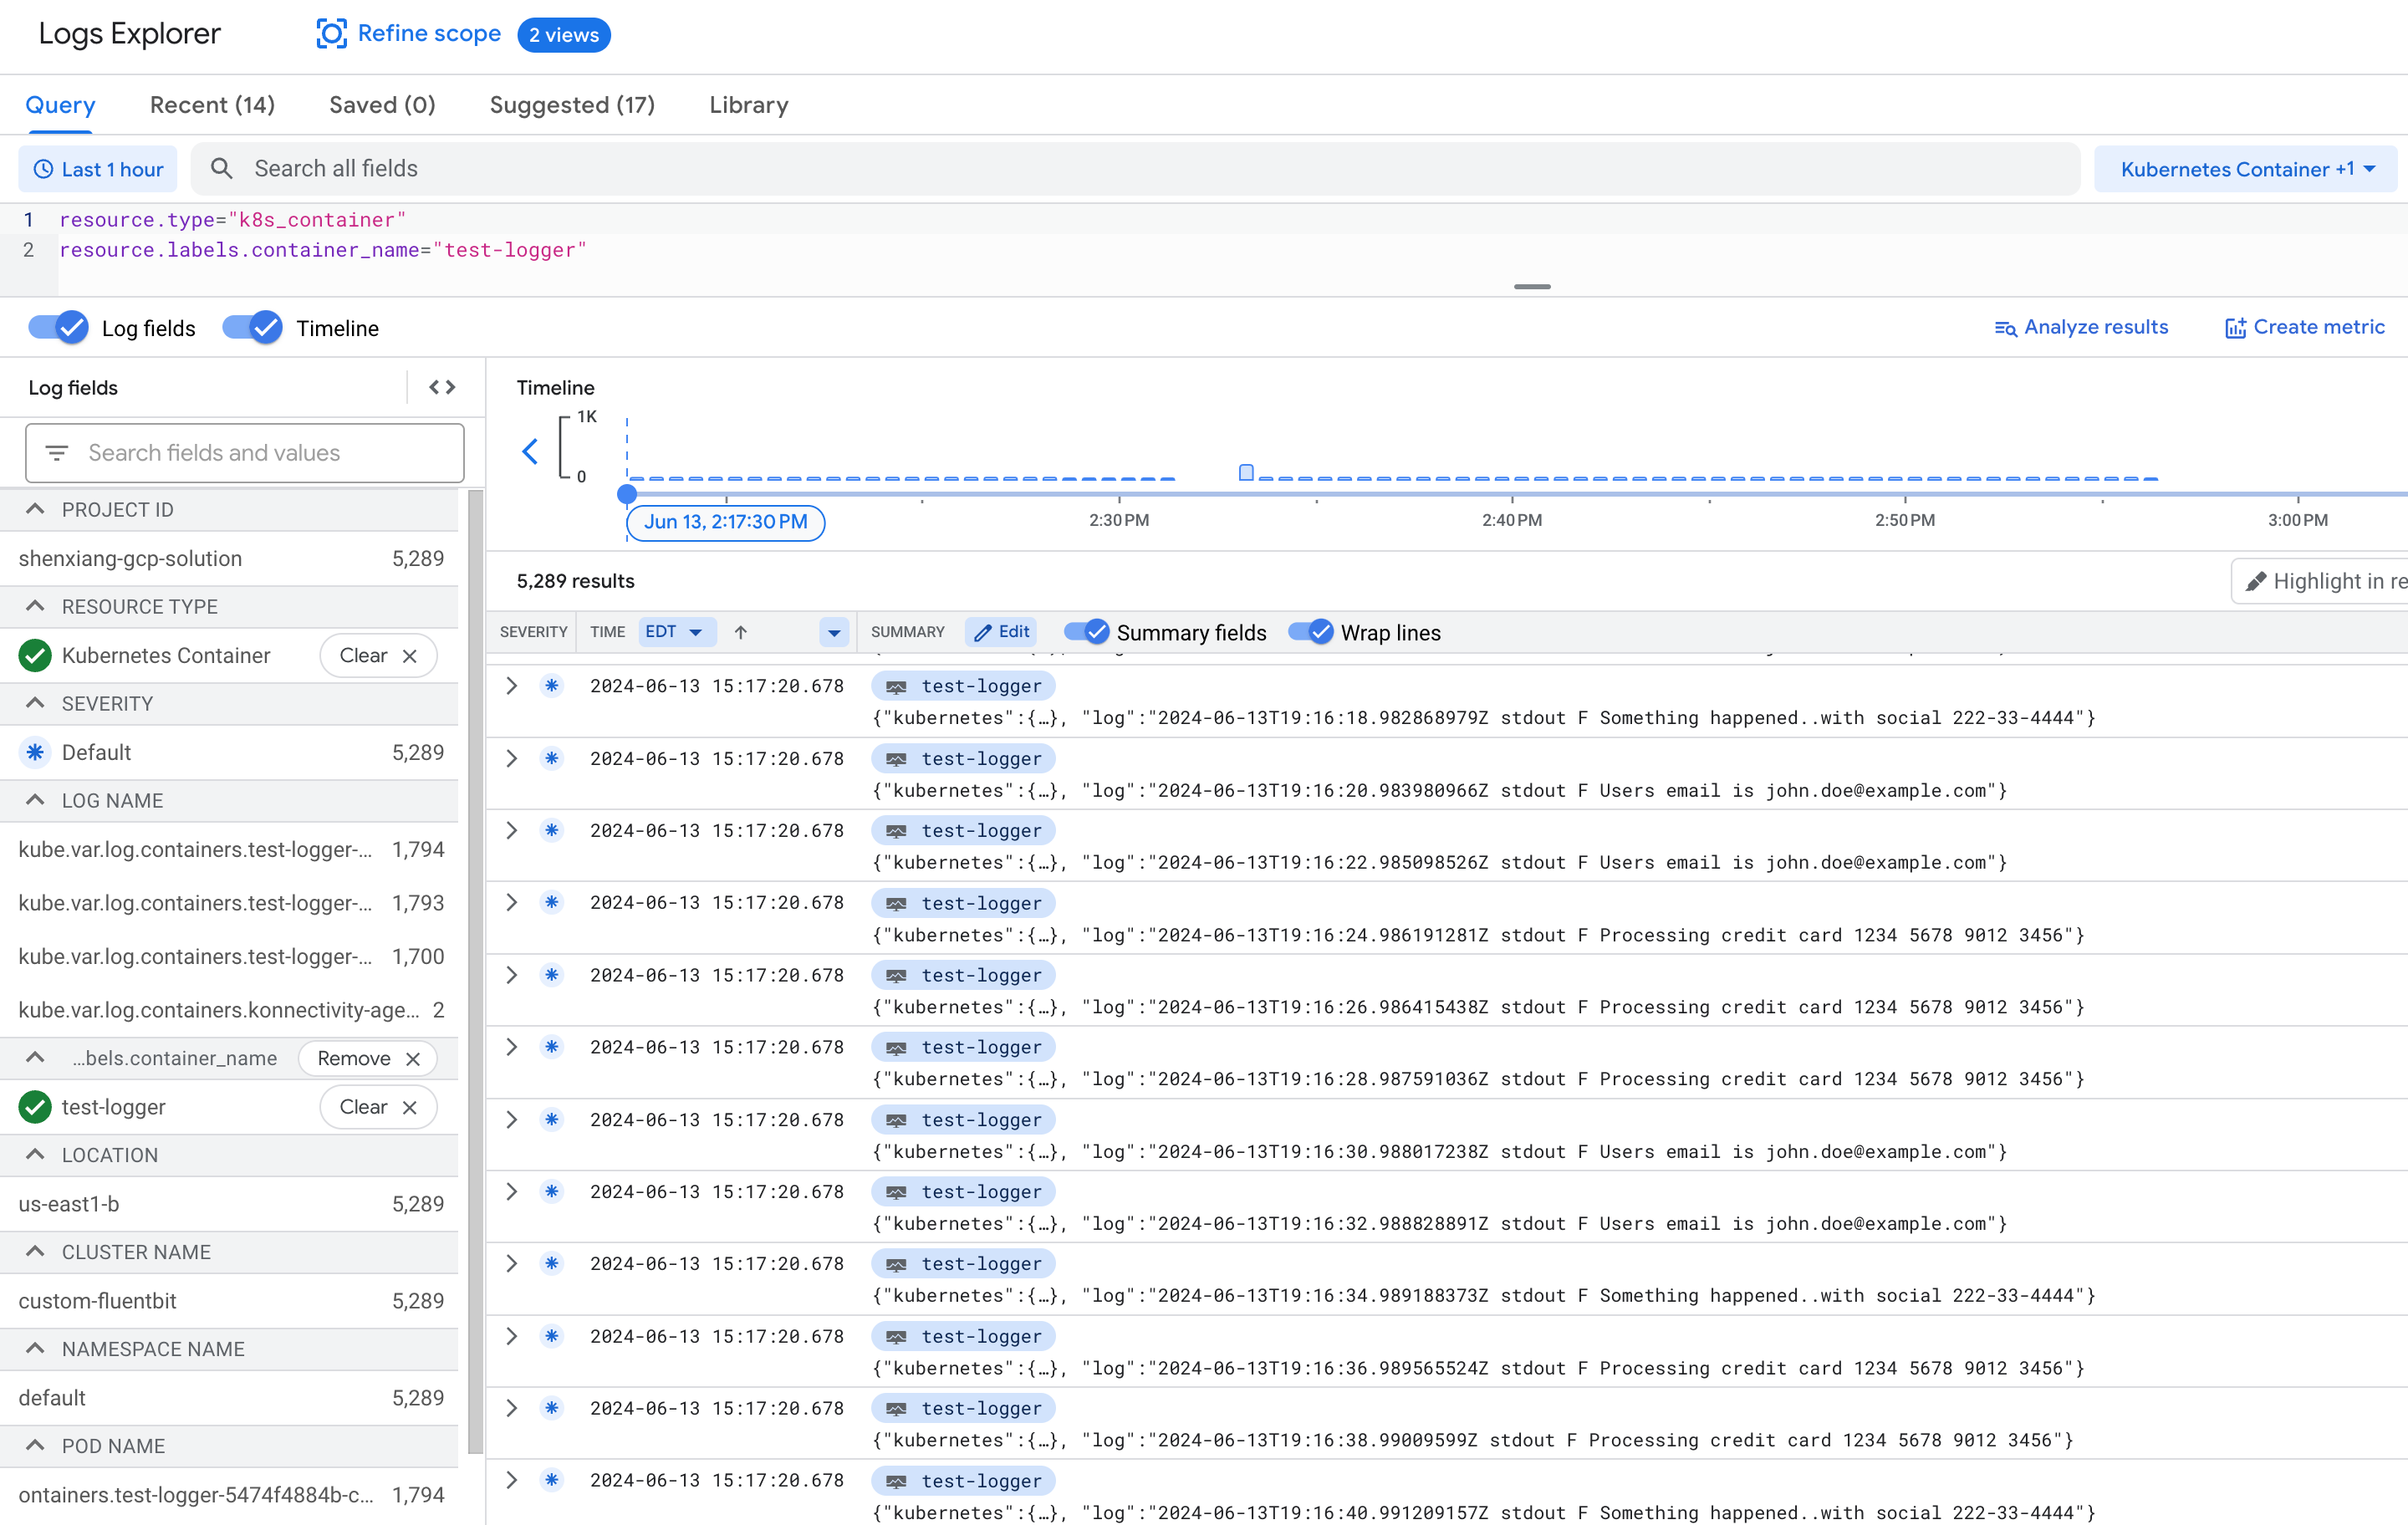 Logs Explorer Refine scope 2 views
Query Recent (14) Saved (0) Suggested (17) Library
Last 1 hour Search all fields Kubernetes Container +1
1 resource.type="k8s_container"
2 resource.labels.container_name="test-logger"
Log fields Timeline Analyze results Create metric
Log fields
Search fields and values
PROJECT ID
shenxiang-gcp-solution 5,289
RESOURCE TYPE
Kubernetes Container Clear
SEVERITY
Default 5,289
LOG NAME
kube.var.log.containers.test-logger-... 1,794
kube.var.log.containers.test-logger-... 1,793
kube.var.log.containers.test-logger-... 1,700
kube.var.log.containers.konnectivity-age... 2
...bels.container_name Remove
test-logger Clear
LOCATION
us-east1-b 5,289
CLUSTER NAME
custom-fluentbit 5,289
NAMESPACE NAME
default 5,289
POD NAME
ontainers.test-logger-5474f4884b-c... 1,794
Timeline
1K
0
Jun 13, 2:17:30 PM 2:30 PM 2:40 PM 2:50 PM 3:00 PM
5,289 results Highlight in re
SEVERITY TIME EDT SUMMARY Edit Summary fields Wrap lines
2024-06-13 15:17:20.678 test-logger
{"kubernetes":{…}, "log":"2024-06-13T19:16:18.982868979Z stdout F Something happened..with social 222-33-4444"}
2024-06-13 15:17:20.678 test-logger
{"kubernetes":{…}, "log":"2024-06-13T19:16:20.983980966Z stdout F Users email is john.doe@example.com"}
2024-06-13 15:17:20.678 test-logger
{"kubernetes":{…}, "log":"2024-06-13T19:16:22.985098526Z stdout F Users email is john.doe@example.com"}
2024-06-13 15:17:20.678 test-logger
{"kubernetes":{…}, "log":"2024-06-13T19:16:24.986191281Z stdout F Processing credit card 1234 5678 9012 3456"}
2024-06-13 15:17:20.678 test-logger
{"kubernetes":{…}, "log":"2024-06-13T19:16:26.986415438Z stdout F Processing credit card 1234 5678 9012 3456"}
2024-06-13 15:17:20.678 test-logger
{"kubernetes":{…}, "log":"2024-06-13T19:16:28.987591036Z stdout F Processing credit card 1234 5678 9012 3456"}
2024-06-13 15:17:20.678 test-logger
{"kubernetes":{…}, "log":"2024-06-13T19:16:30.988017238Z stdout F Users email is john.doe@example.com"}
2024-06-13 15:17:20.678 test-logger
{"kubernetes":{…}, "log":"2024-06-13T19:16:32.988828891Z stdout F Users email is john.doe@example.com"}
2024-06-13 15:17:20.678 test-logger
{"kubernetes":{…}, "log":"2024-06-13T19:16:34.989188373Z stdout F Something happened..with social 222-33-4444"}
2024-06-13 15:17:20.678 test-logger
{"kubernetes":{…}, "log":"2024-06-13T19:16:36.989565524Z stdout F Processing credit card 1234 5678 9012 3456"}
2024-06-13 15:17:20.678 test-logger
{"kubernetes":{…}, "log":"2024-06-13T19:16:38.99009599Z stdout F Processing credit card 1234 5678 9012 3456"}
2024-06-13 15:17:20.678 test-logger
{"kubernetes":{…}, "log":"2024-06-13T19:16:40.991209157Z stdout F Something happened..with social 222-33-4444"}